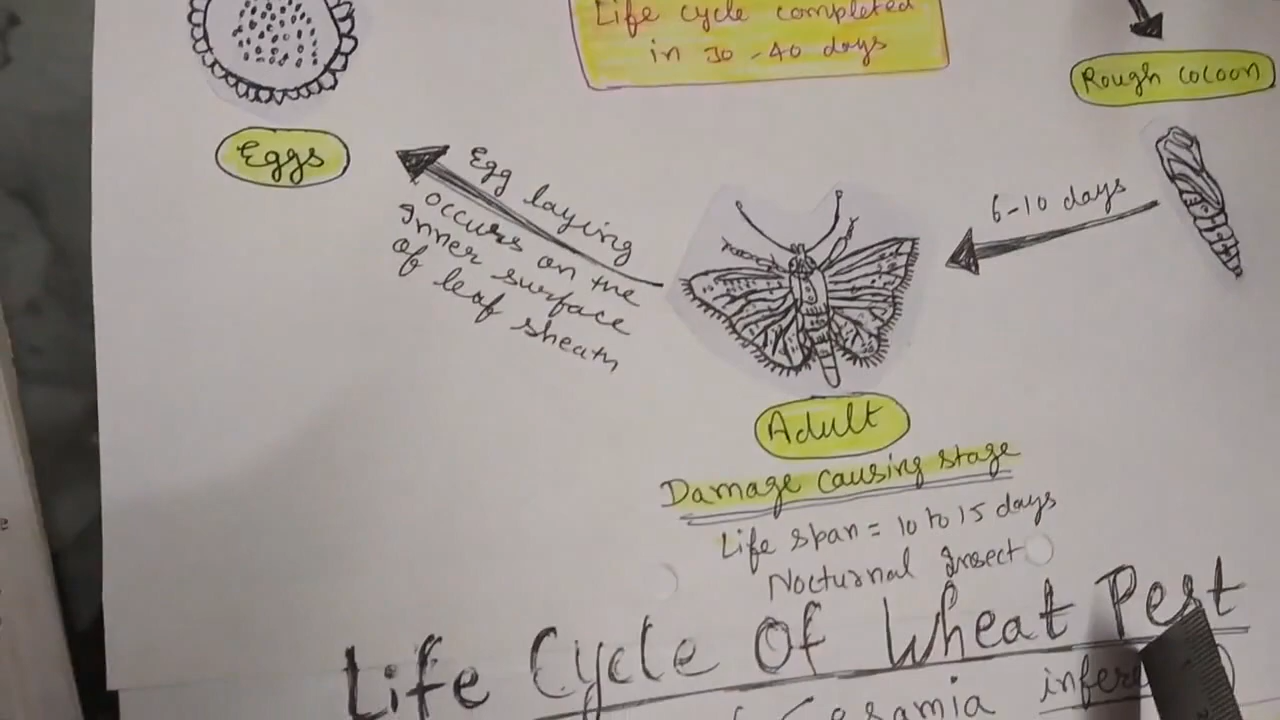 Life cycle completed
in 30-40 days
Rough cocoon
Eggs
Egg laying
occurs on the
inner surface
of leaf sheath
6-10 days
Adult
Damage causing stage
Life span = 10 to 15 days
Nocturnal insect
Life Cycle Of Wheat Pest